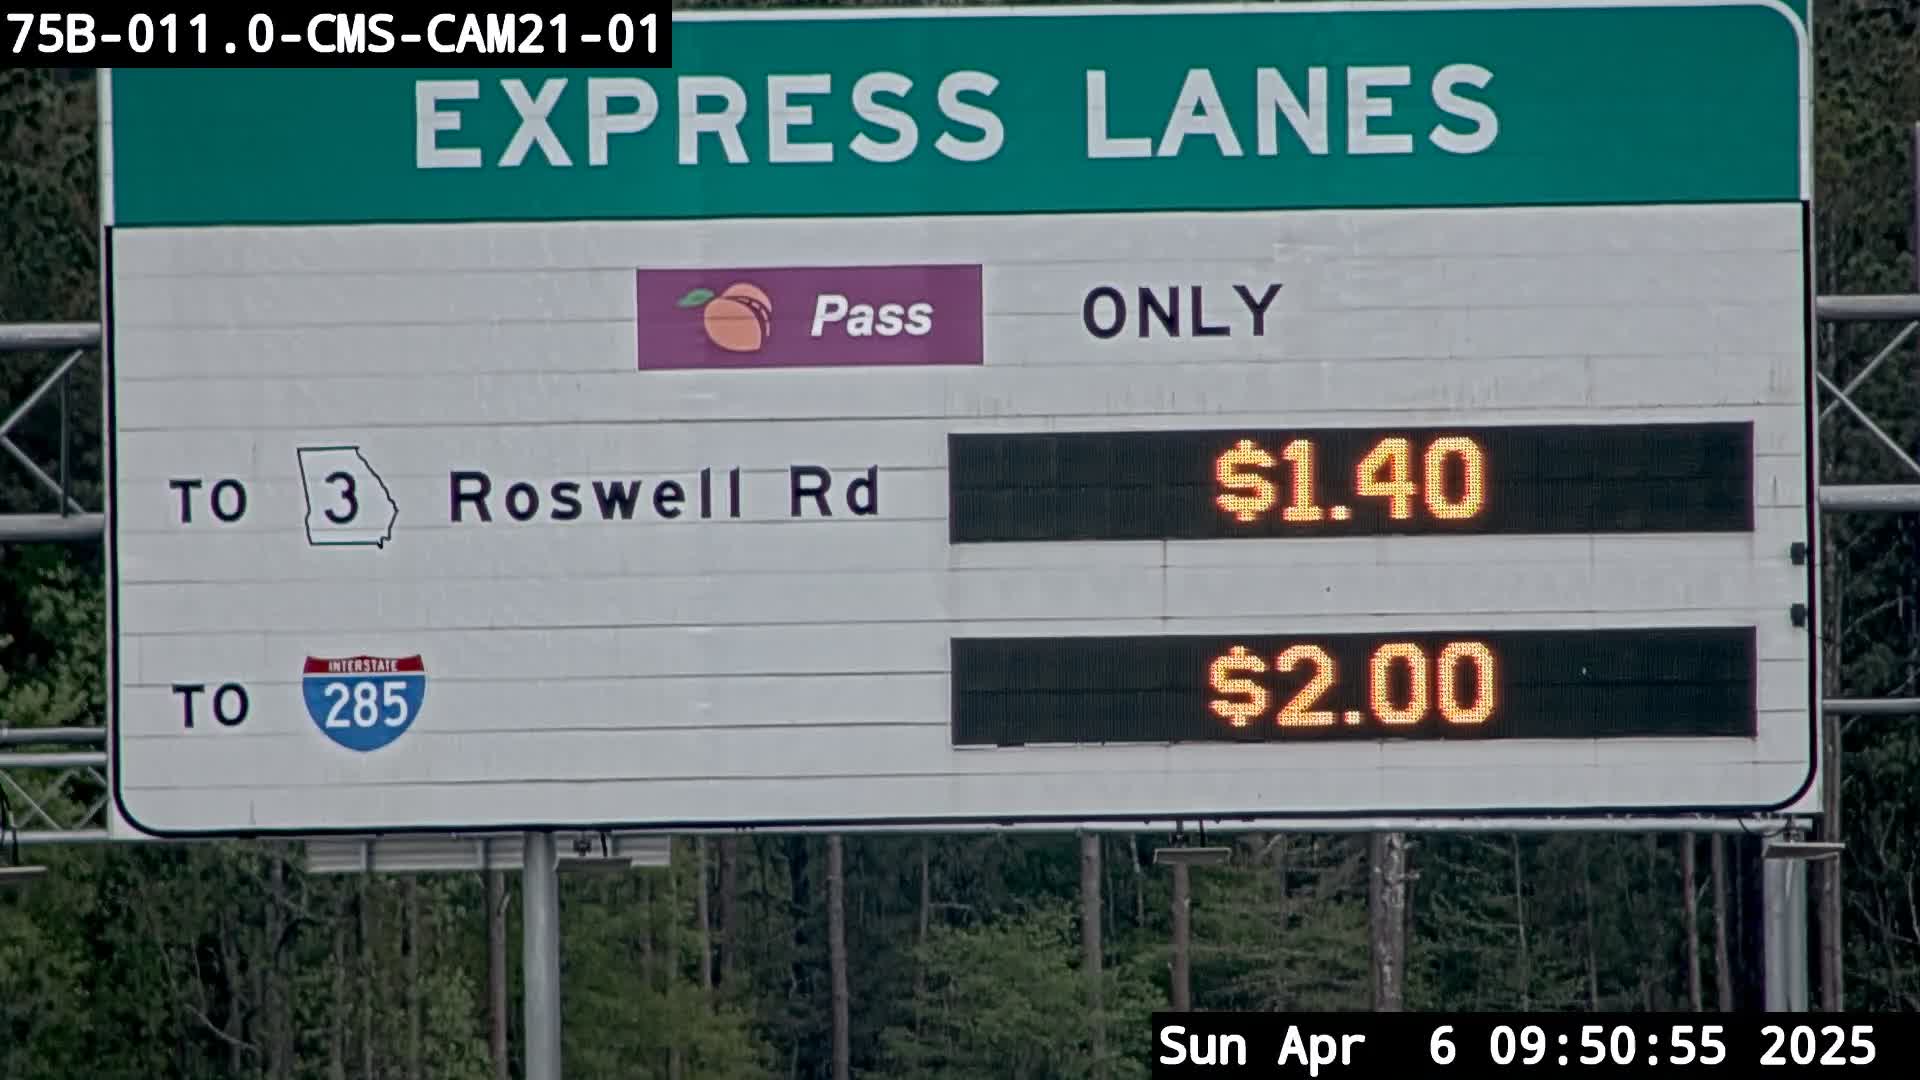 75B-011.0-CMS-CAM21-01
EXPRESS LANES
Pass ONLY
TO 3 Roswell Rd $1.40
INTERSTATE
TO 285 $2.00
Sun Apr 6 09:50:55 2025